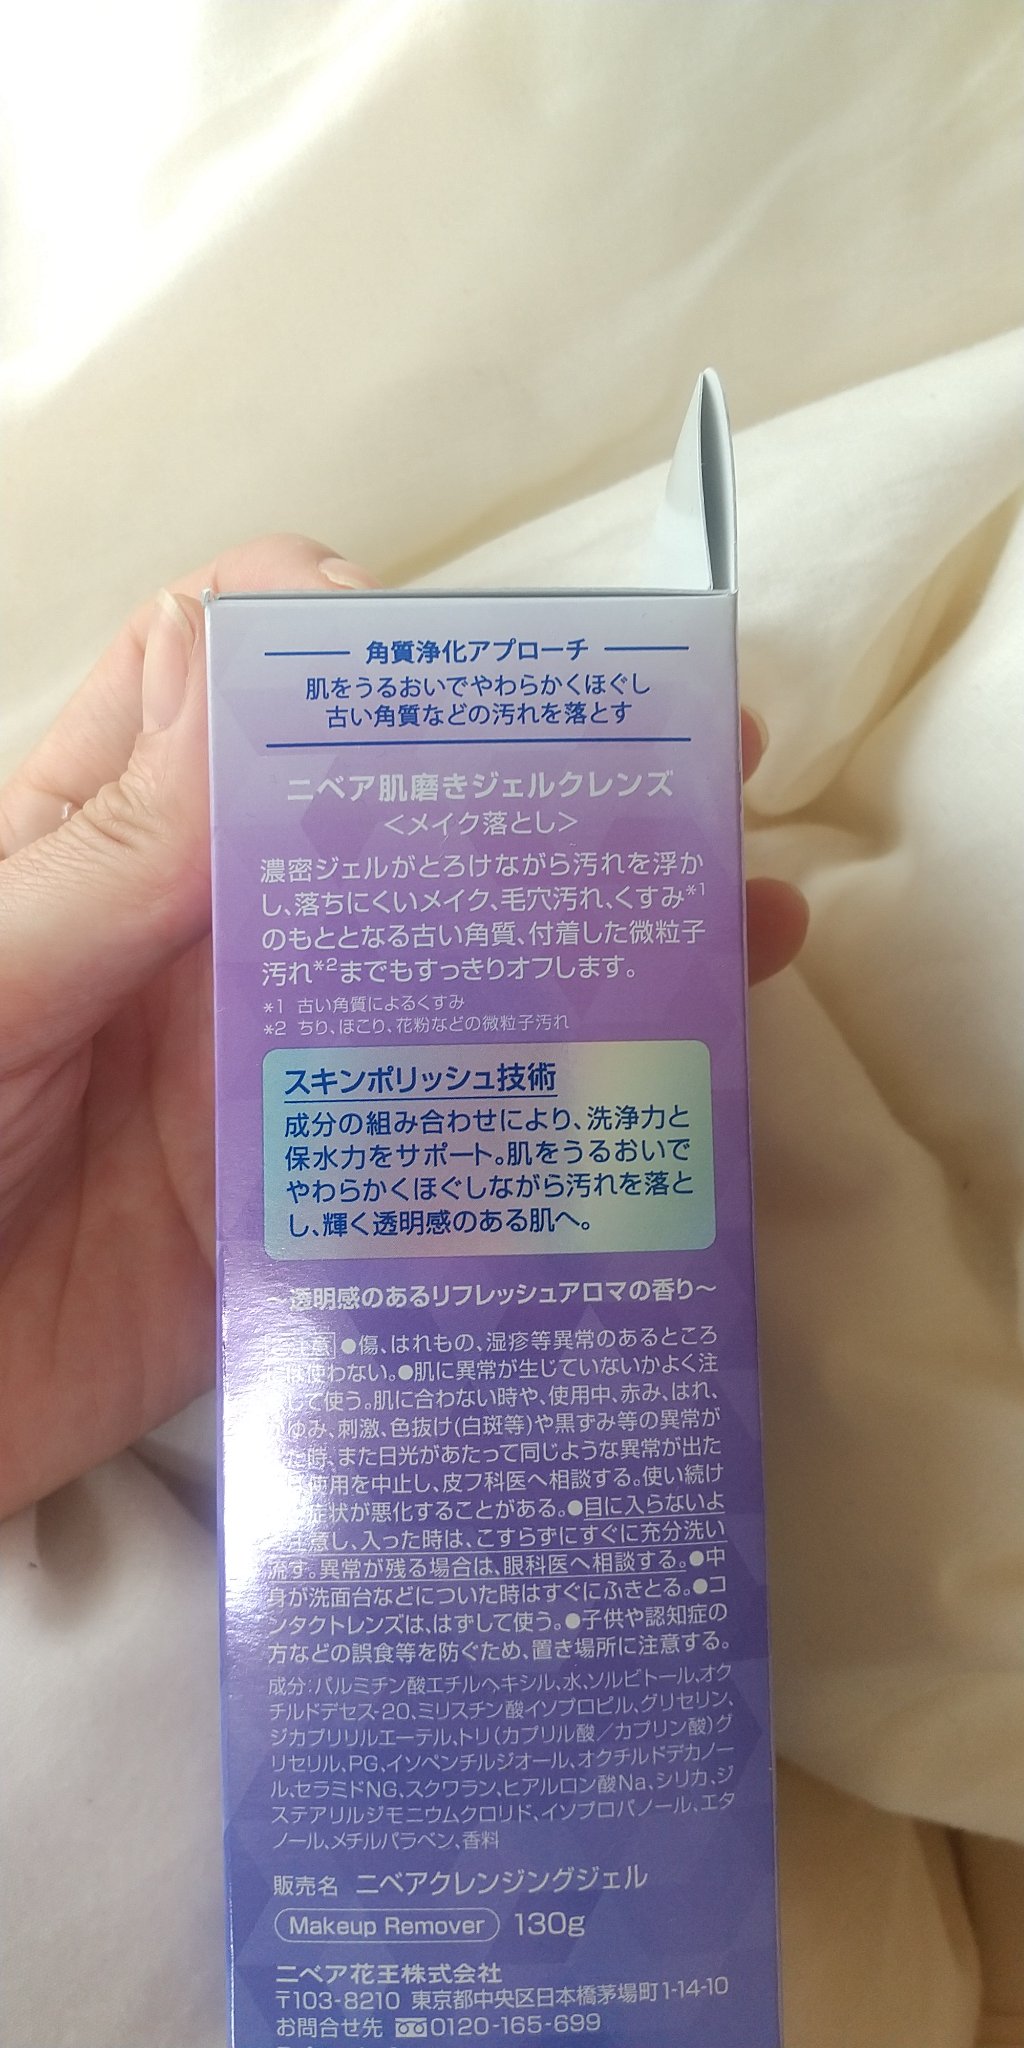 角質浄化アプローチ
肌をうるおいでやわらかくほぐし
古い角質などの汚れを落とす
ニベア肌磨きジェルクレンズ
<メイク落とし>
濃密ジェルがとろけながら汚れを浮か
し、落ちにくいメイク、毛穴汚れ、くすみ*1
のもととなる古い角質、付着した微粒子
汚れ*2までもすっきりオフします。
*1 古い角質によるくすみ
*2 ちり、ほこり、花粉などの微粒子汚れ
スキンポリッシュ技術
成分の組み合わせにより、洗浄力と
保水力をサポート。肌をうるおいで
やわらかくほぐしながら汚れを落と
し、輝く透明感のある肌へ。
~透明感のあるリフレッシュアロマの香り~
注意 ●傷、はれもの、湿疹等異常のあるところ
は使わない。●肌に異常が生じていないかよく注
して使う。肌に合わない時や、使用中、赤み、はれ、
かゆみ、刺激、色抜け(白斑等)や黒ずみ等の異常が
た時、また日光があたって同じような異常が出た
使用を中止し、皮フ科医へ相談する。使い続け
症状が悪化することがある。●目に入らないよ
意し、入った時は、こすらずにすぐに充分洗い
流す。異常が残る場合は、眼科医へ相談する。●中
身が洗面台などについた時はすぐにふきとる。●コ
ンタクトレンズは、はずして使う。●子供や認知症の
方などの誤食等を防ぐため、置き場所に注意する。
成分:パルミチン酸エチルヘキシル、水、ソルビトール、オク
チルドデセス-20、ミリスチン酸イソプロピル、グリセリン、
ジカプリリルエーテル、トリ(カプリル酸/カプリン酸)グ
リセリル、PG、イソペンチルジオール、オクチルドデカノー
ル、セラミドNG、スクワラン、ヒアルロン酸Na、シリカ、ジ
ステアリルジモニウムクロリド、イソプロパノール、エタ
ノール、メチルパラベン、香料
販売名 ニベアクレンジングジェル
Makeup Remover 130g
ニベア花王株式会社
〒103-8210 東京都中央区日本橋茅場町1-14-10
お問合せ先 0120-165-699